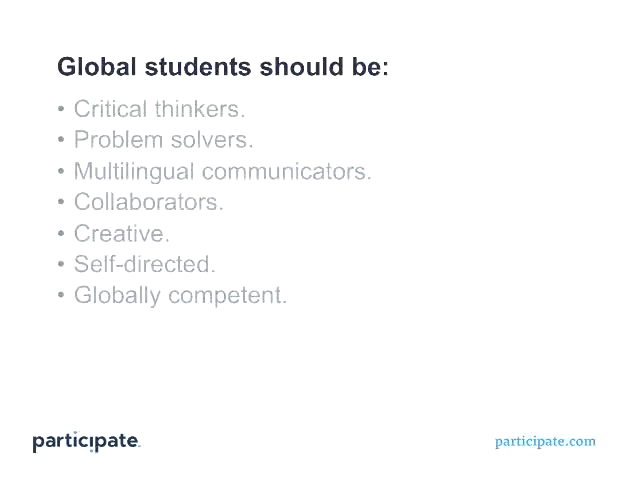 Global students should be:
• Critical thinkers.
• Problem solvers.
• Multilingual communicators.
• Collaborators.
• Creative.
• Self-directed.
• Globally competent.
participate.
participate.com